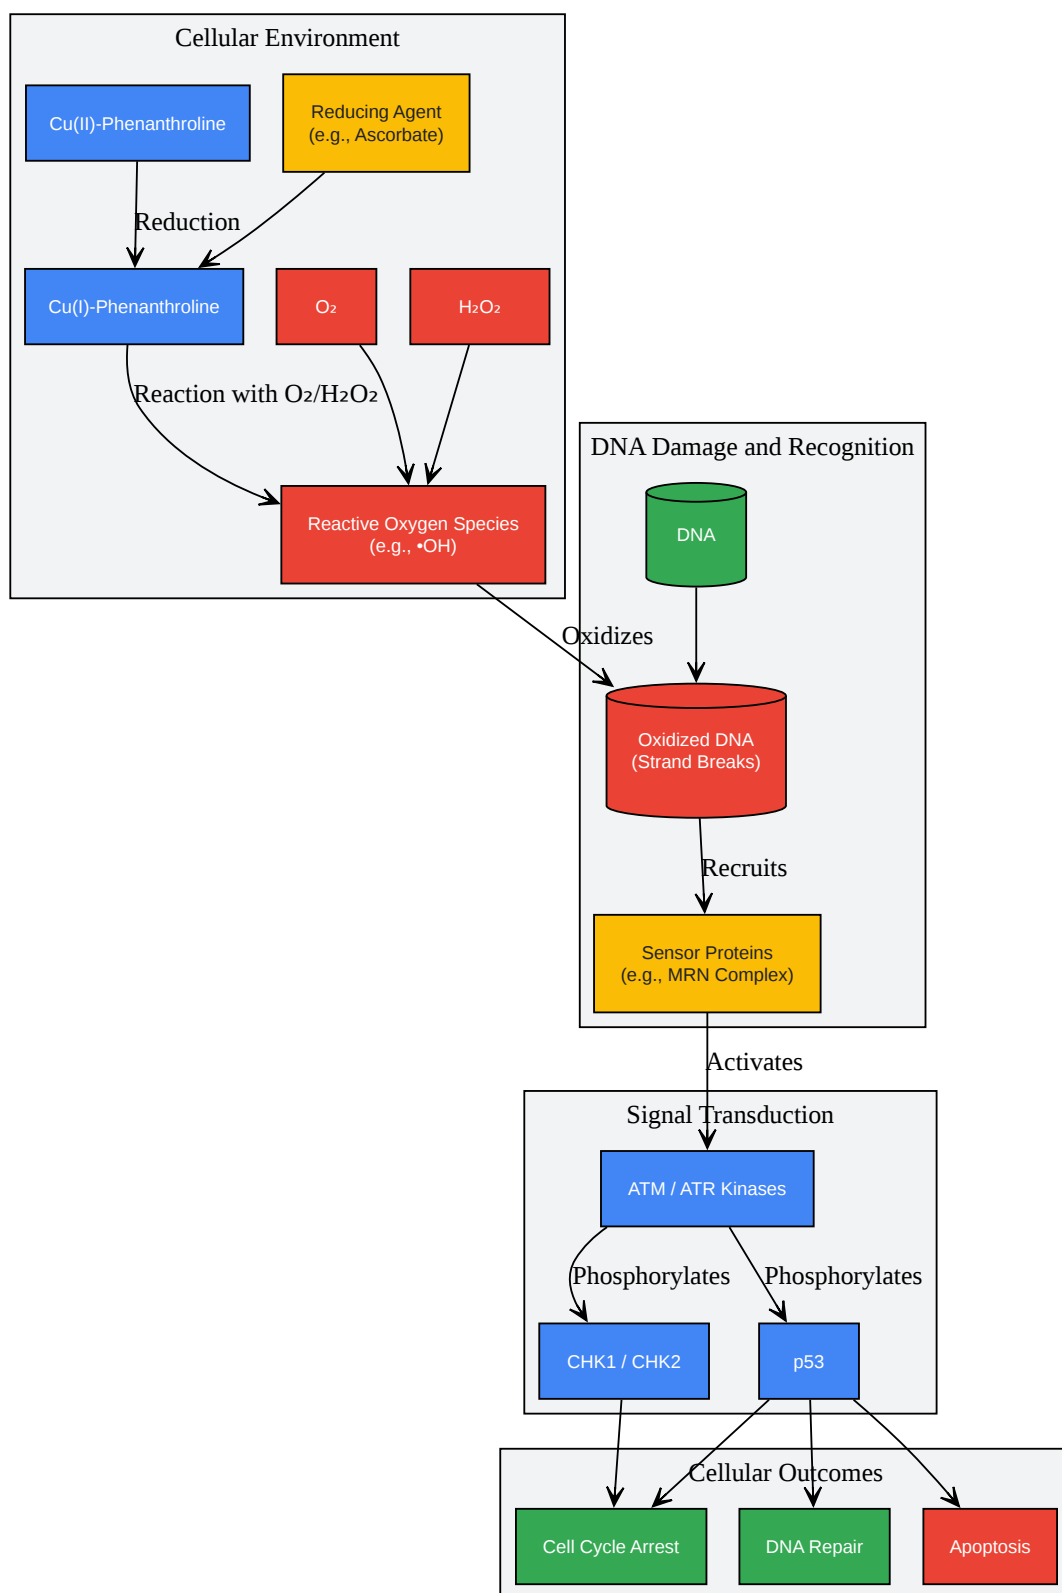 Cellular Environment
Cu(II)-Phenanthroline
Reducing Agent
(e.g., Ascorbate)
Reduction
Cu(I)-Phenanthroline
O₂
H₂O₂
Reaction with O₂/H₂O₂
Reactive Oxygen Species
(e.g., •OH)
DNA Damage and Recognition
DNA
Oxidizes
Oxidized DNA
(Strand Breaks)
Recruits
Sensor Proteins
(e.g., MRN Complex)
Activates
Signal Transduction
ATM / ATR Kinases
Phosphorylates
Phosphorylates
CHK1 / CHK2
p53
Cellular Outcomes
Cell Cycle Arrest
DNA Repair
Apoptosis